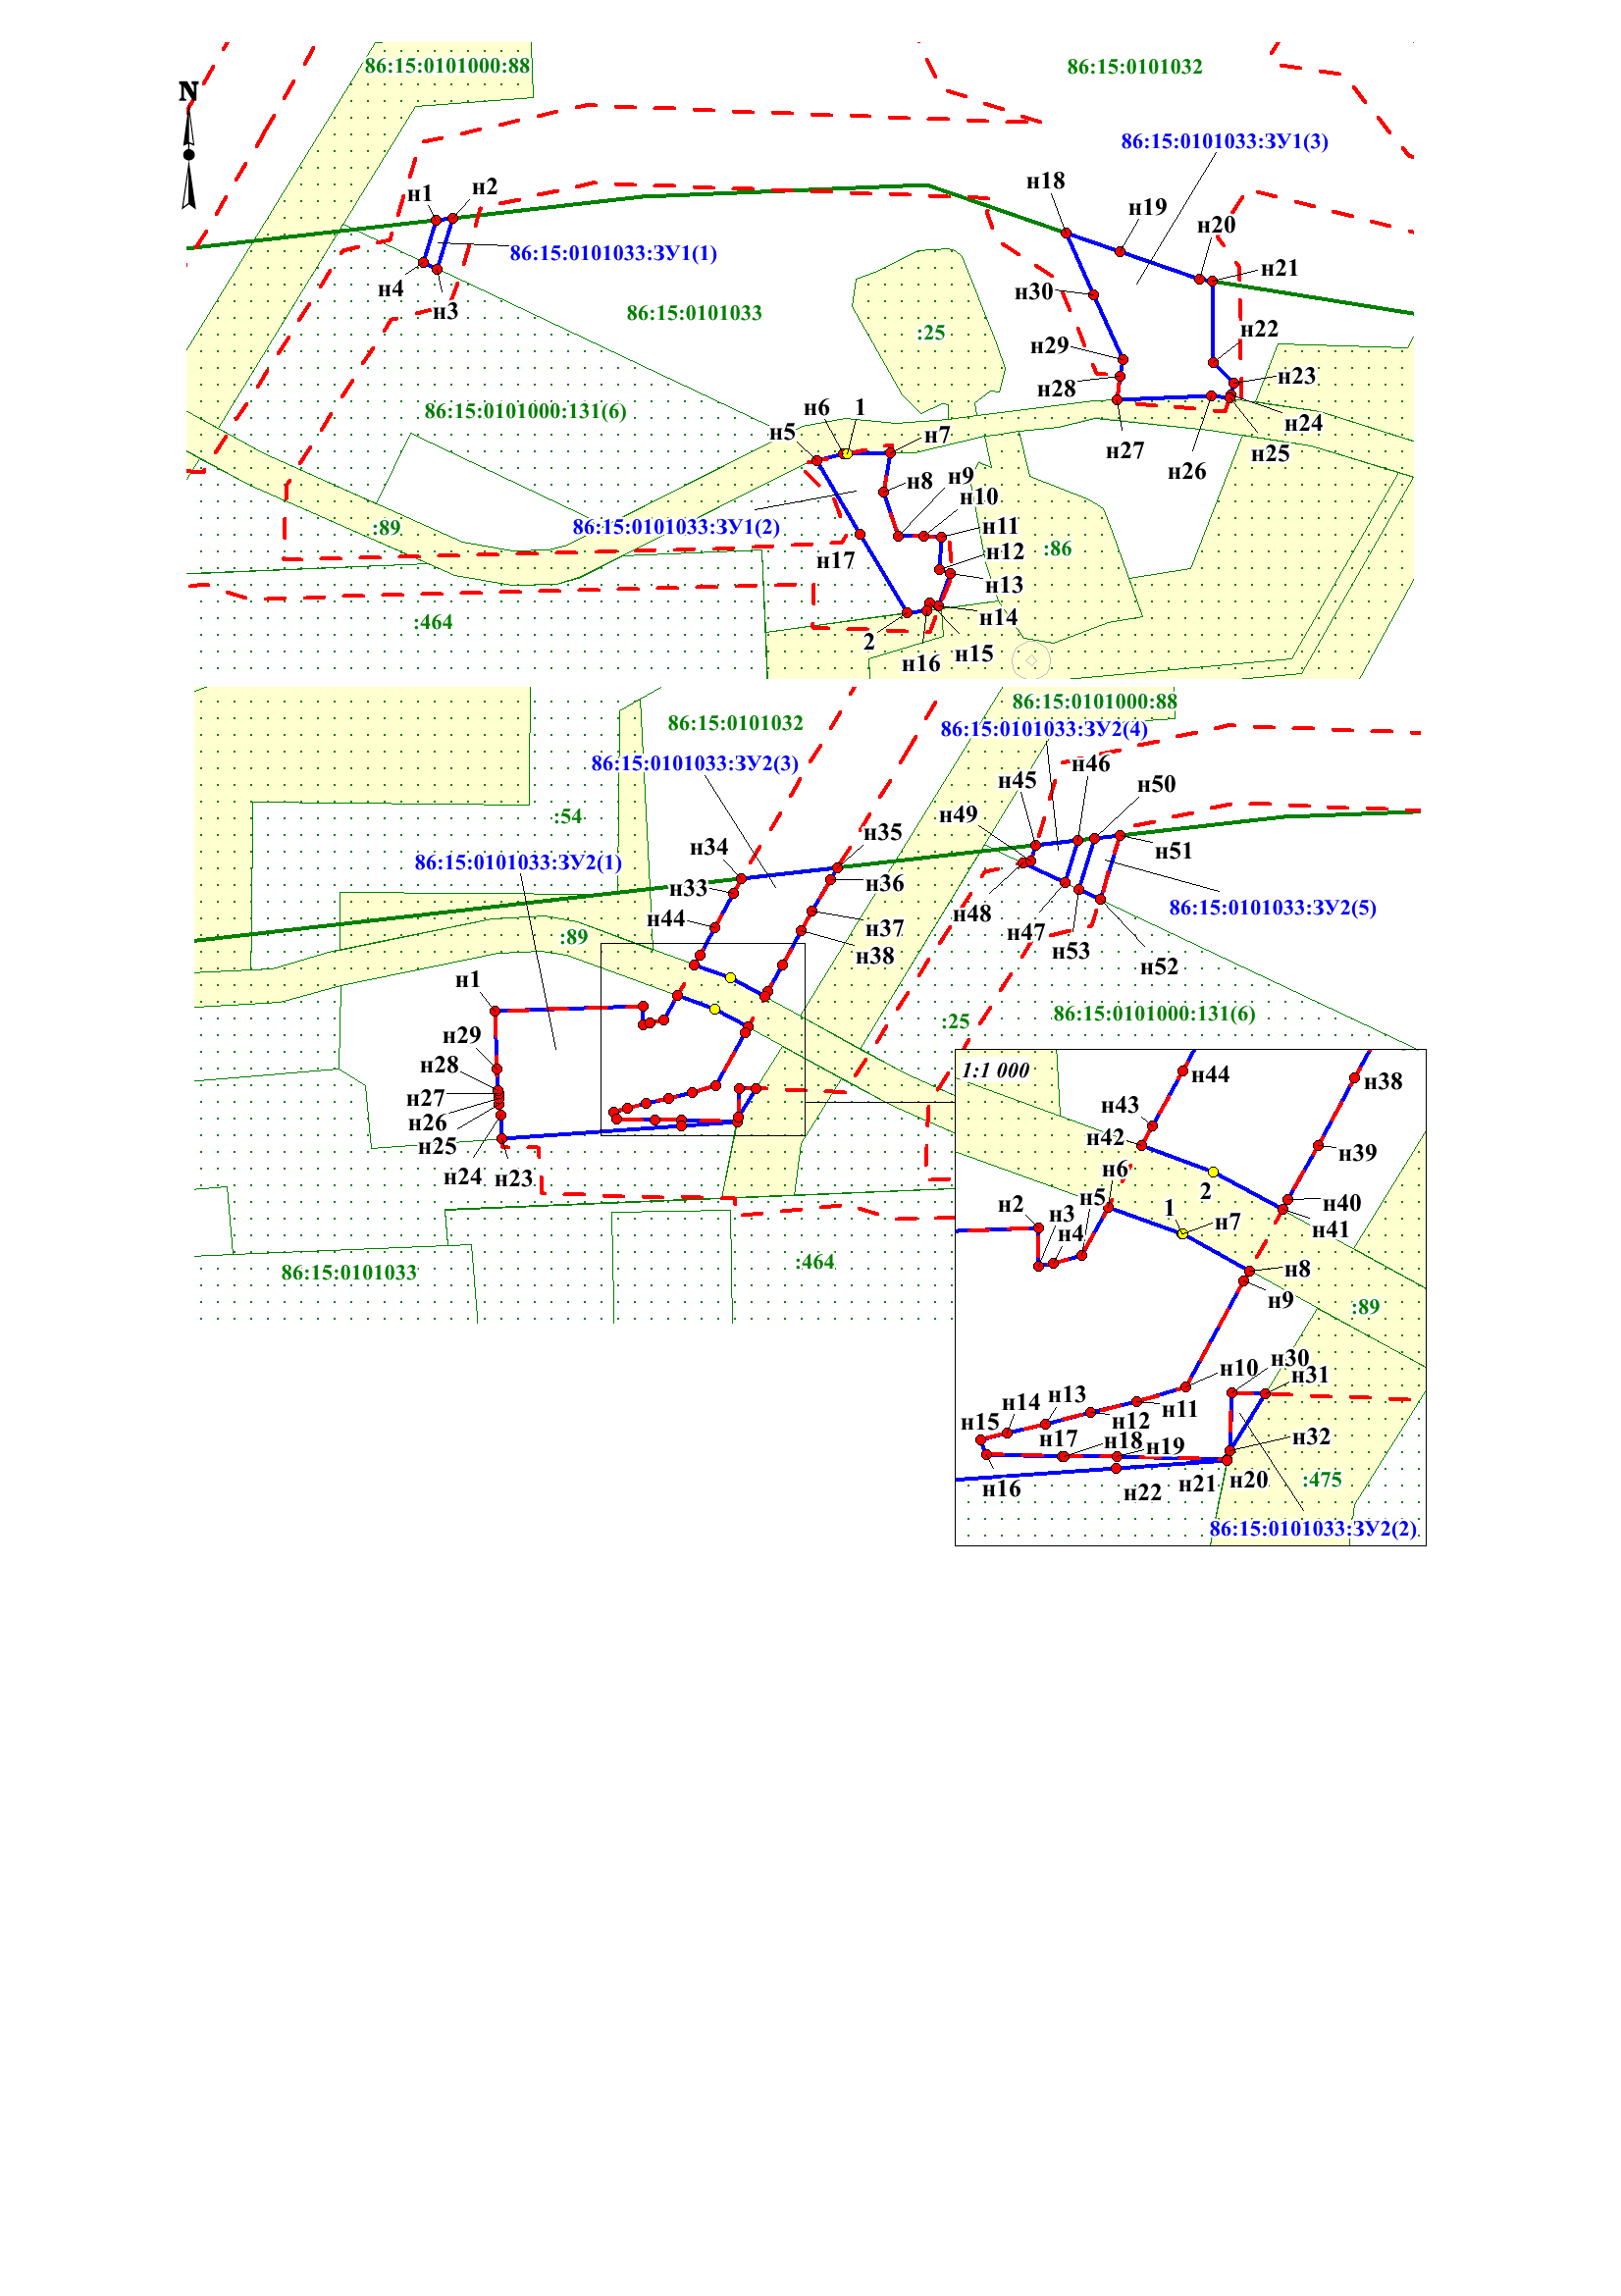 86:15:0101000:88
86:15:0101032
N
86:15:0101033:ЗУ1(3)
н18
н1
н2
н19
н20
86:15:0101033:ЗУ1(1)
н21
н4
н30
н3
86:15:0101033
:25
н22
н29
н23
н28
86:15:0101000:131(6)
н6
1
н24
н5
н7
н27
н25
н26
н8
н9
н10
:89
86:15:0101033:ЗУ1(2)
н11
н12
:86
н17
н13
н14
:464
2
н15
н16
86:15:0101000:88
86:15:0101032
86:15:0101033:ЗУ2(4)
86:15:0101033:ЗУ2(3)
н46
н45
н50
:54
н49
н35
н34
н51
86:15:0101033:ЗУ2(1)
н33
н36
86:15:0101033:ЗУ2(5)
н48
н44
н37
н47
:89
н38
н53
н52
н1
86:15:0101000:131(6)
:25
н29
н28
н27
н26
н25
н24
н23
:464
86:15:0101033
1:1 000
н44
н38
н43
н42
н39
н6
2
н5
н40
н2
н3
1
н7
н41
н4
н8
н9
:89
н10
н30
н31
н14
н13
н11
н15
н12
н17
н18
н19
н32
н16
н22
н21
н20
:475
86:15:0101033:ЗУ2(2)